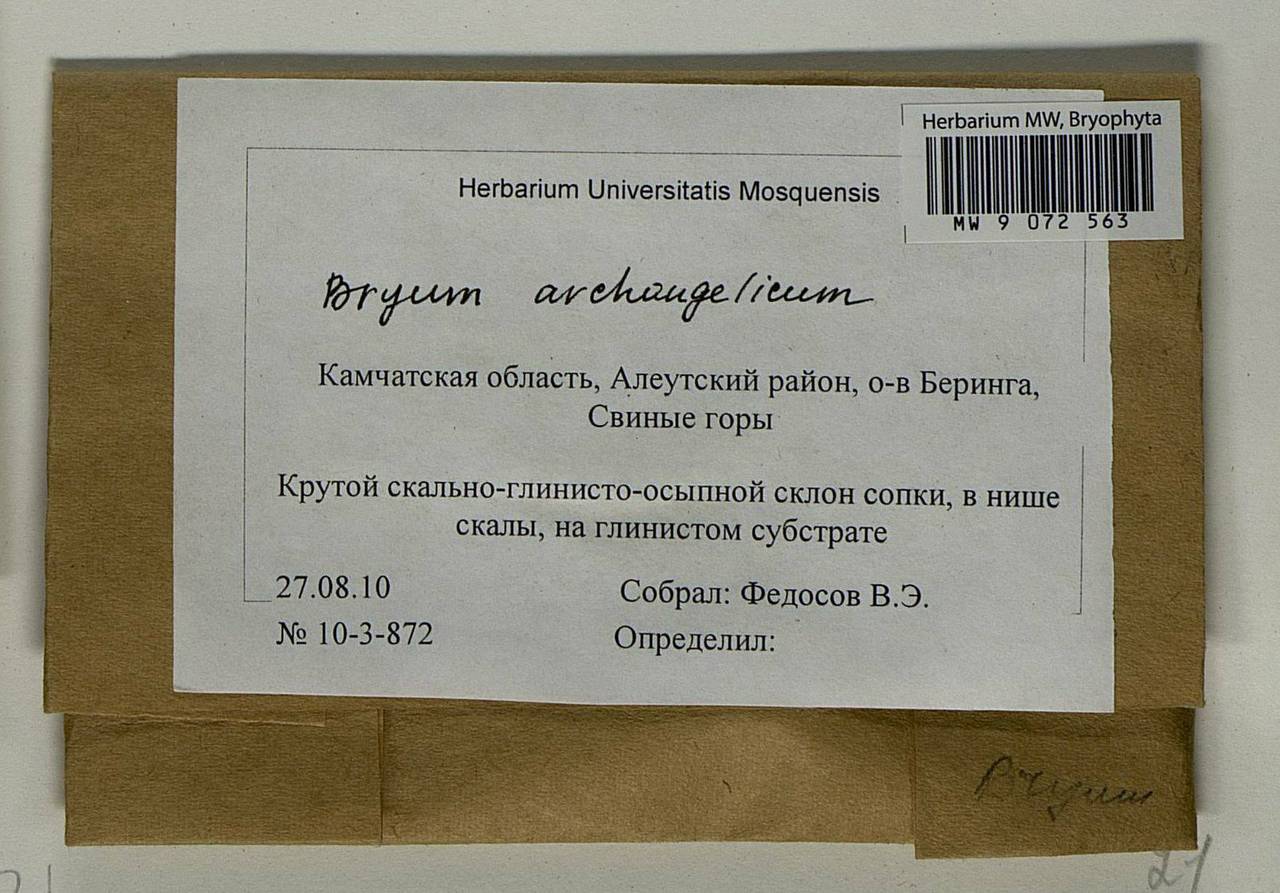 Herbarium MW, Bryophyta
MW 9 072 563
Herbarium Universitatis Mosquensis
Bryum archangelicum
Камчатская область, Алеутский район, о-в Беринга,
Свиные горы
Крутой скально-глинисто-осыпной склон сопки, в нише
скалы, на глинистом субстрате
27.08.10
Собрал: Федосов В.Э.
№ 10-3-872
Определил:
Bryum